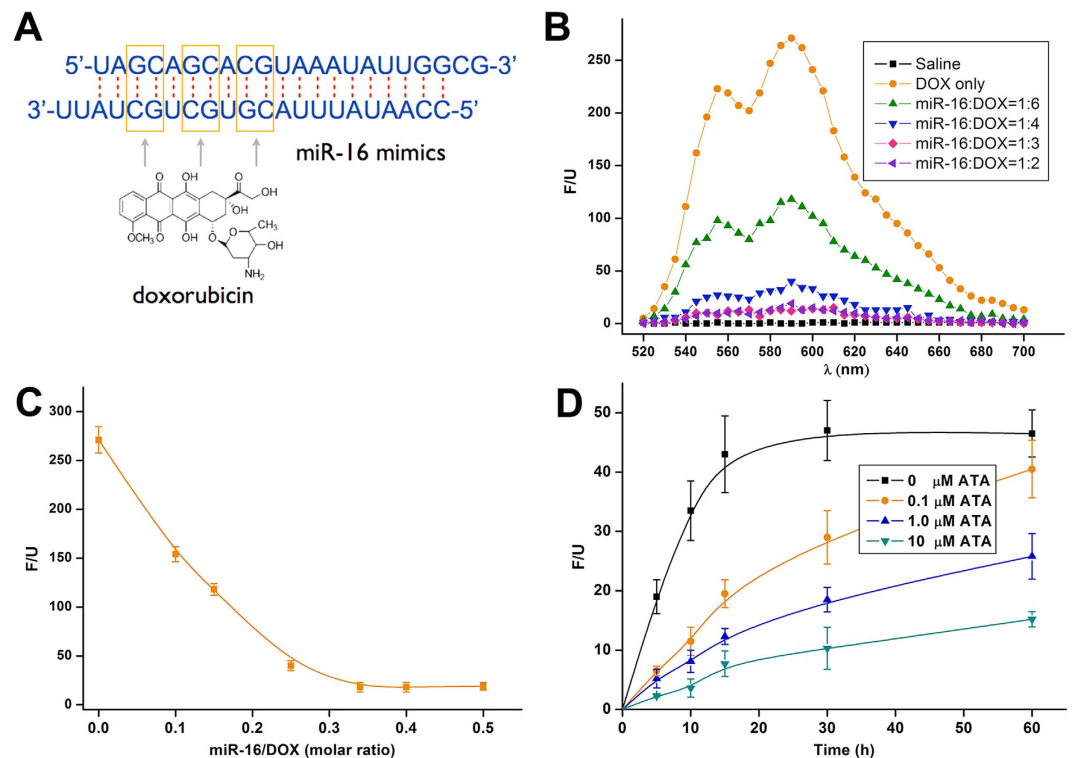 A
5'-UAGCAGCACGUAAAUAUUGGCG-3'
3'-UUAUCGUCGUGCAUUUAUAACC-5'
miR-16 mimics
O
OH
O
OH
OH
OCH₃
O
OH
O
CH₃
O
OH
NH₂
doxorubicin
B
Saline
DOX only
miR-16:DOX=1:6
miR-16:DOX=1:4
miR-16:DOX=1:3
miR-16:DOX=1:2
F/U
250
200
150
100
50
0
520 540 560 580 600 620 640 660 680 700
λ (nm)
C
F/U
300
250
200
150
100
50
0
0.0 0.1 0.2 0.3 0.4 0.5
miR-16/DOX (molar ratio)
D
F/U
50
40
30
20
10
0
0 μM ATA
0.1 μM ATA
1.0 μM ATA
10 μM ATA
0 10 20 30 40 50 60
Time (h)